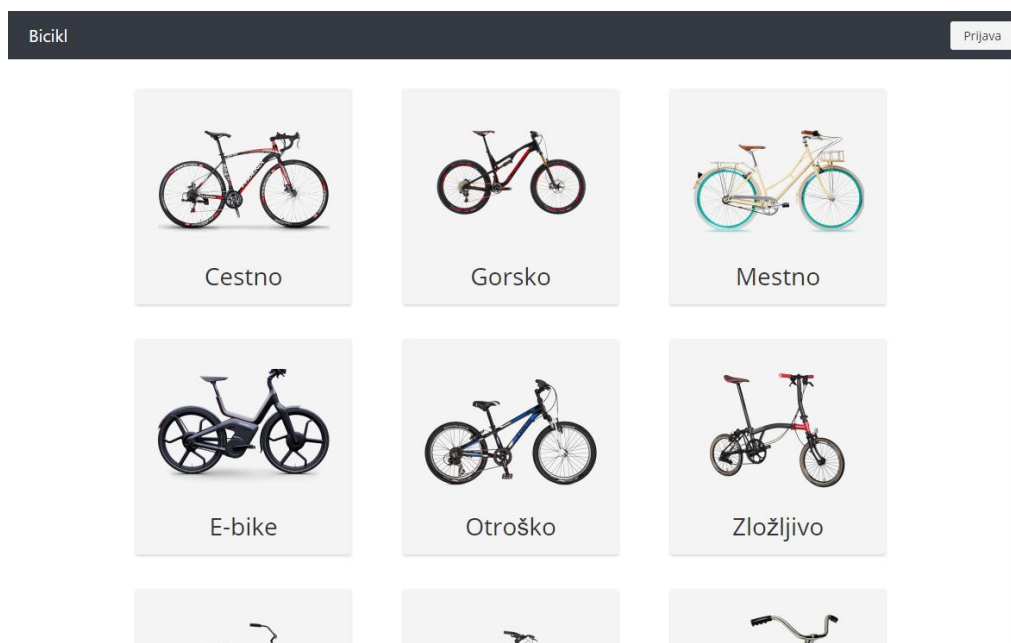 Bicikl
Prijava
Cestno
Gorsko
Mestno
E-bike
Otroško
Zložljivo